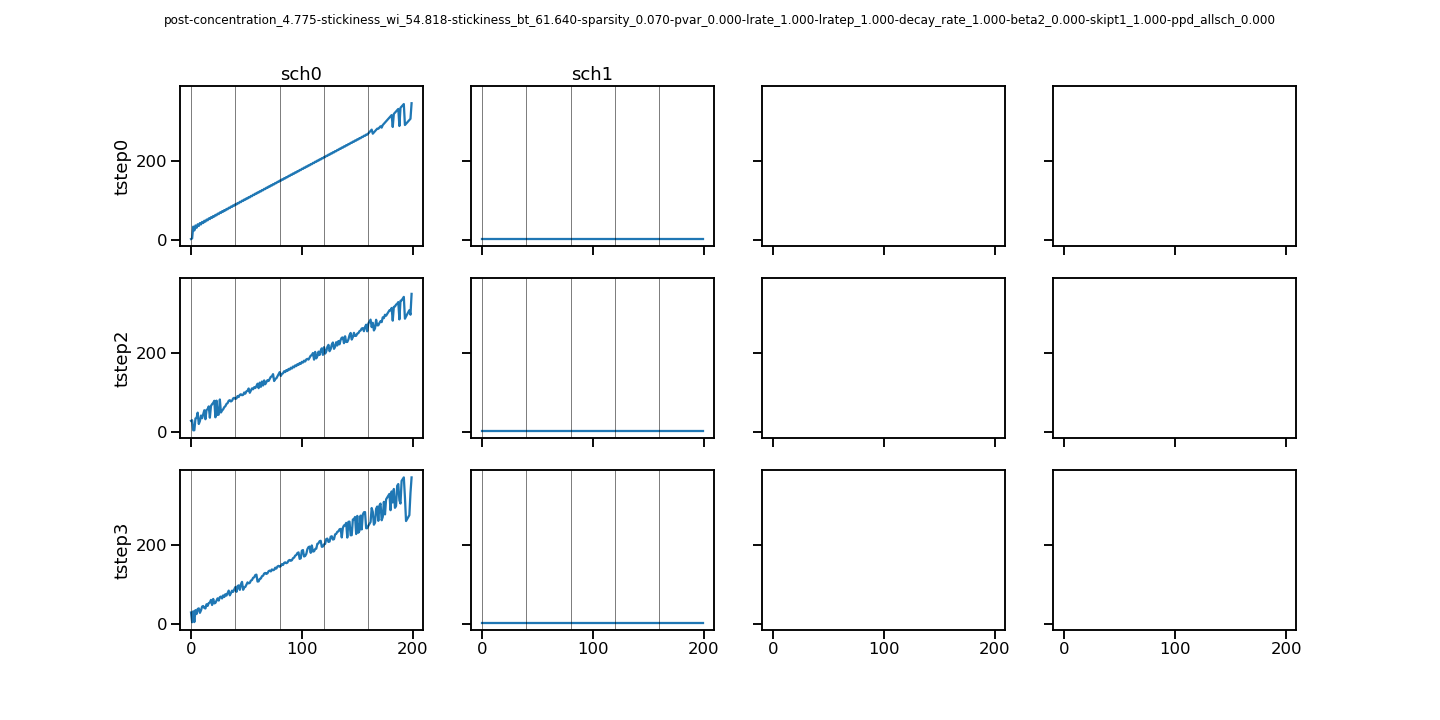 post-concentration_4.775-stickiness_wi_54.818-stickiness_bt_61.640-sparsity_0.070-pvar_0.000-lrate_1.000-lratep_1.000-decay_rate_1.000-beta2_0.000-skipt1_1.000-ppd_allsch_0.000
sch0 sch1
tstep0
200
0
tstep2
200
0
tstep3
200
0
0 100 200 0 100 200 0 100 200 0 100 200